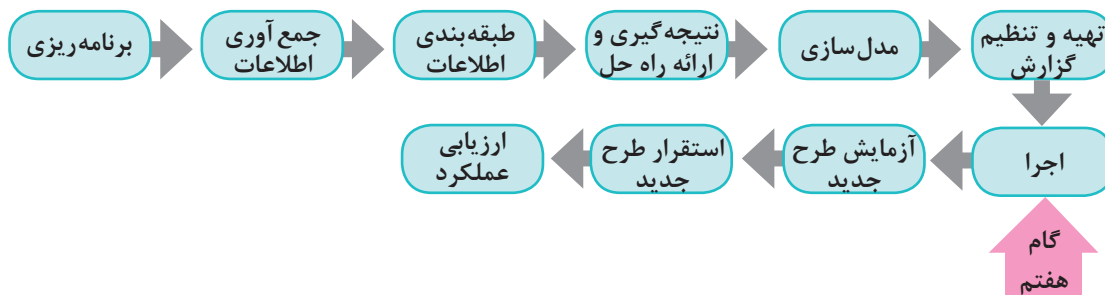 برنامه‌ریزی
جمع آوری
اطلاعات
طبقه‌بندی
اطلاعات
نتیجه‌گیری و
ارائه راه حل
مدل‌سازی
تهیه و تنظیم
گزارش
اجرا
آزمایش طرح
جدید
استقرار طرح
جدید
ارزیابی
عملکرد
گام
هفتم